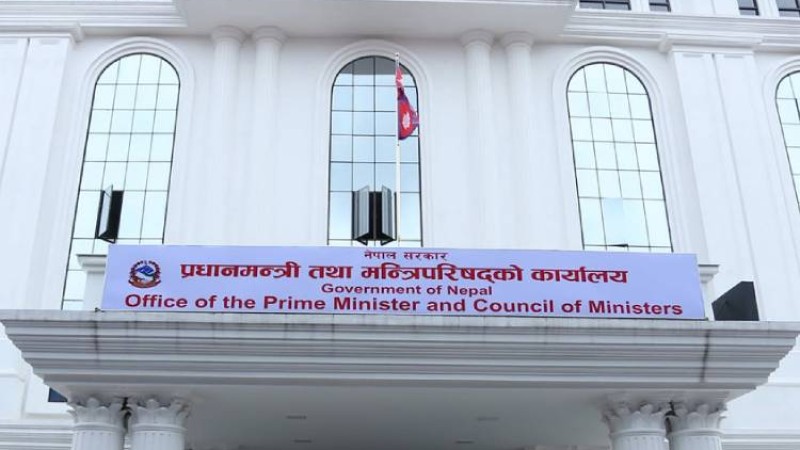 नेपाल सरकार
प्रधानमन्त्री तथा मन्त्रिपरिषद्को कार्यालय
Government of Nepal
Office of the Prime Minister and Council of Ministers